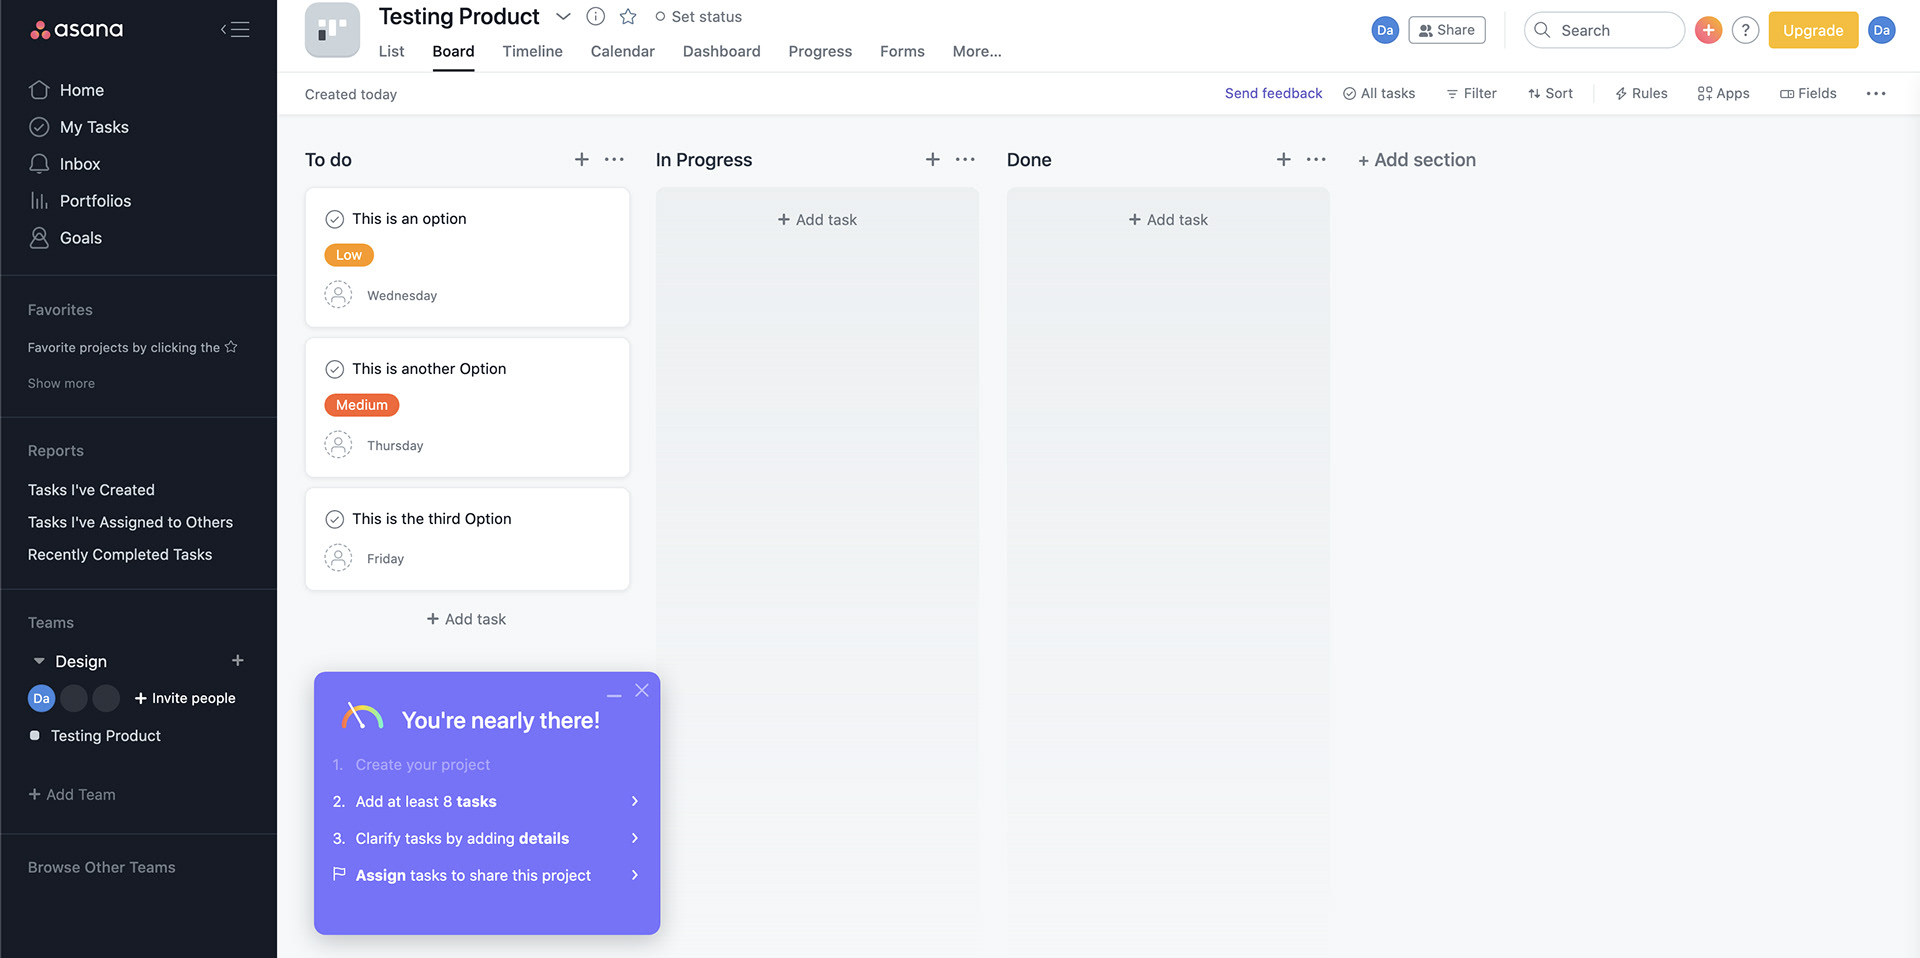 asana
Home
My Tasks
Inbox
Portfolios
Goals
Favorites
Favorite projects by clicking the
Show more
Reports
Tasks I've Created
Tasks I've Assigned to Others
Recently Completed Tasks
Teams
Design
Da + Invite people
Testing Product
+ Add Team
Browse Other Teams
Testing Product
Set status
List Board Timeline Calendar Dashboard Progress Forms More...
Da Share Search + ? Upgrade Da
Created today
Send feedback All tasks Filter Sort Rules Apps Fields
To do
This is an option
Low
Wednesday
This is another Option
Medium
Thursday
This is the third Option
Friday
+ Add task
In Progress
+ Add task
Done
+ Add task
+ Add section
You're nearly there!
1. Create your project
2. Add at least 8 tasks
3. Clarify tasks by adding details
Assign tasks to share this project